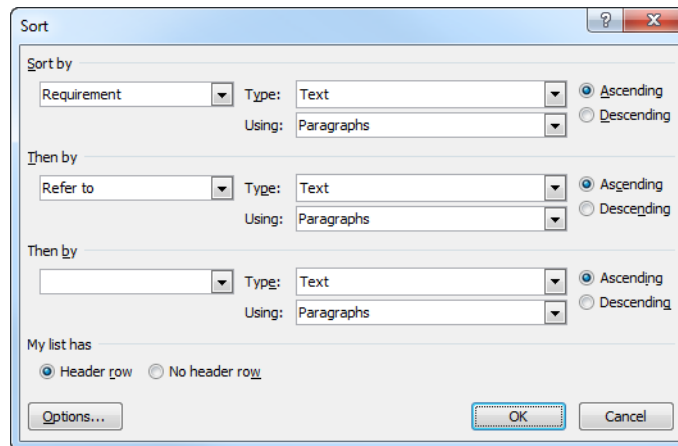 Sort
Sort by
Requirement Type: Text Ascending
Using: Paragraphs Descending
Then by
Refer to Type: Text Ascending
Using: Paragraphs Descending
Then by
Type: Text Ascending
Using: Paragraphs Descending
My list has
Header row No header row
Options... OK Cancel